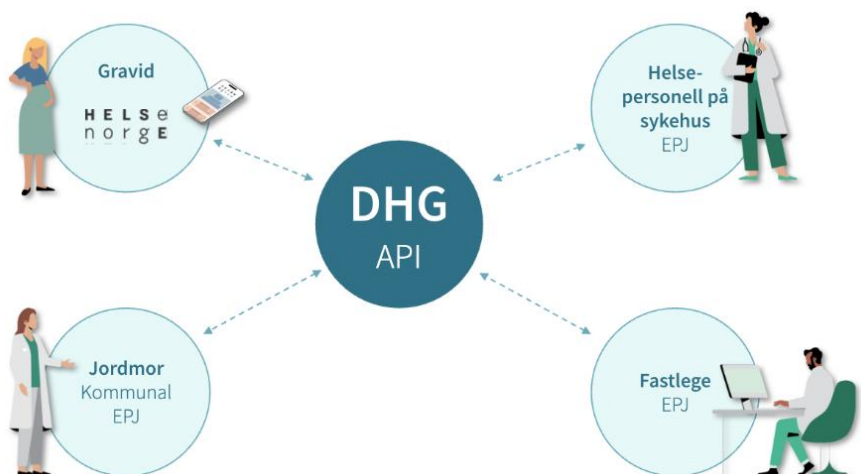 Gravid
HELSe
norgE
Helse-
personell på
sykehus
EPJ
DHG
API
Jordmor
Kommunal
EPJ
Fastlege
EPJ